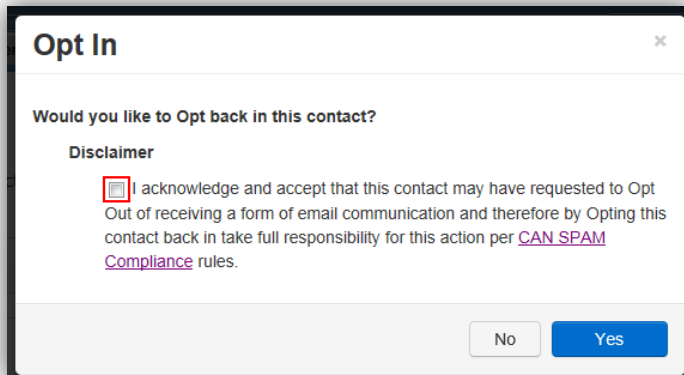 Opt In
×
Would you like to Opt back in this contact?
Disclaimer
I acknowledge and accept that this contact may have requested to Opt
Out of receiving a form of email communication and therefore by Opting this
contact back in take full responsibility for this action per CAN SPAM
Compliance rules.
No
Yes